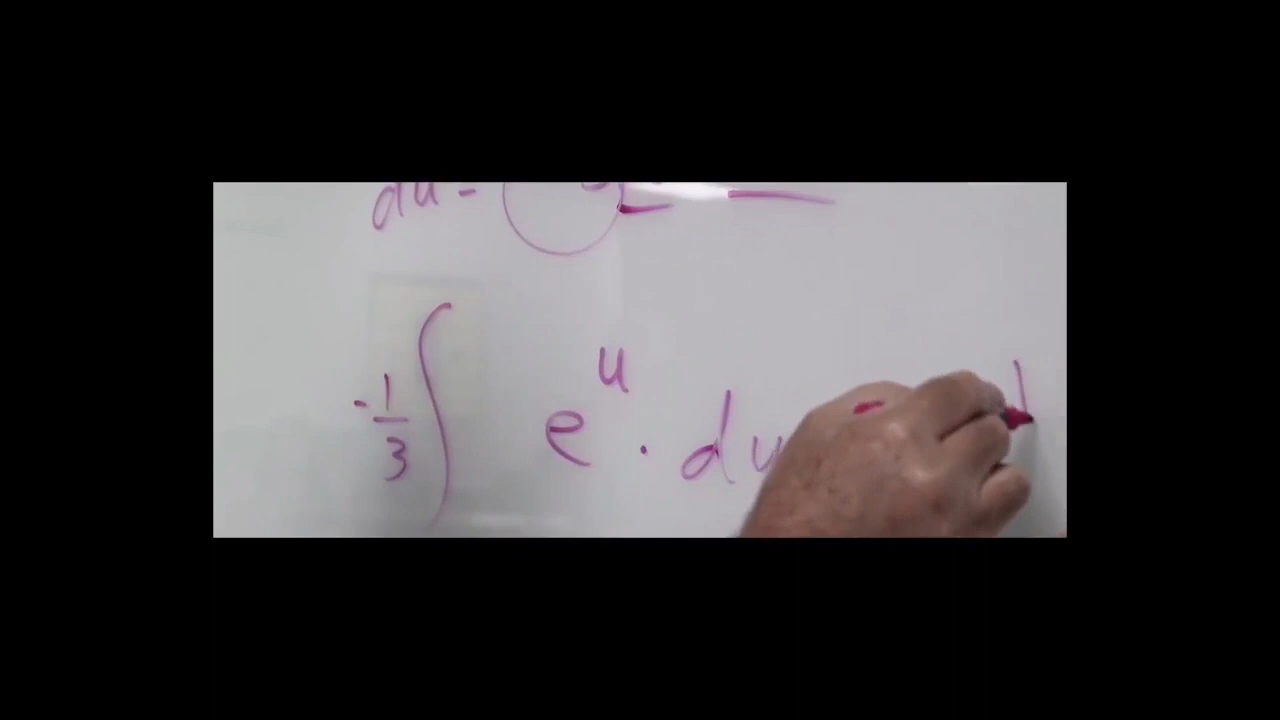 du =
-1/3 ∫ e^u · du